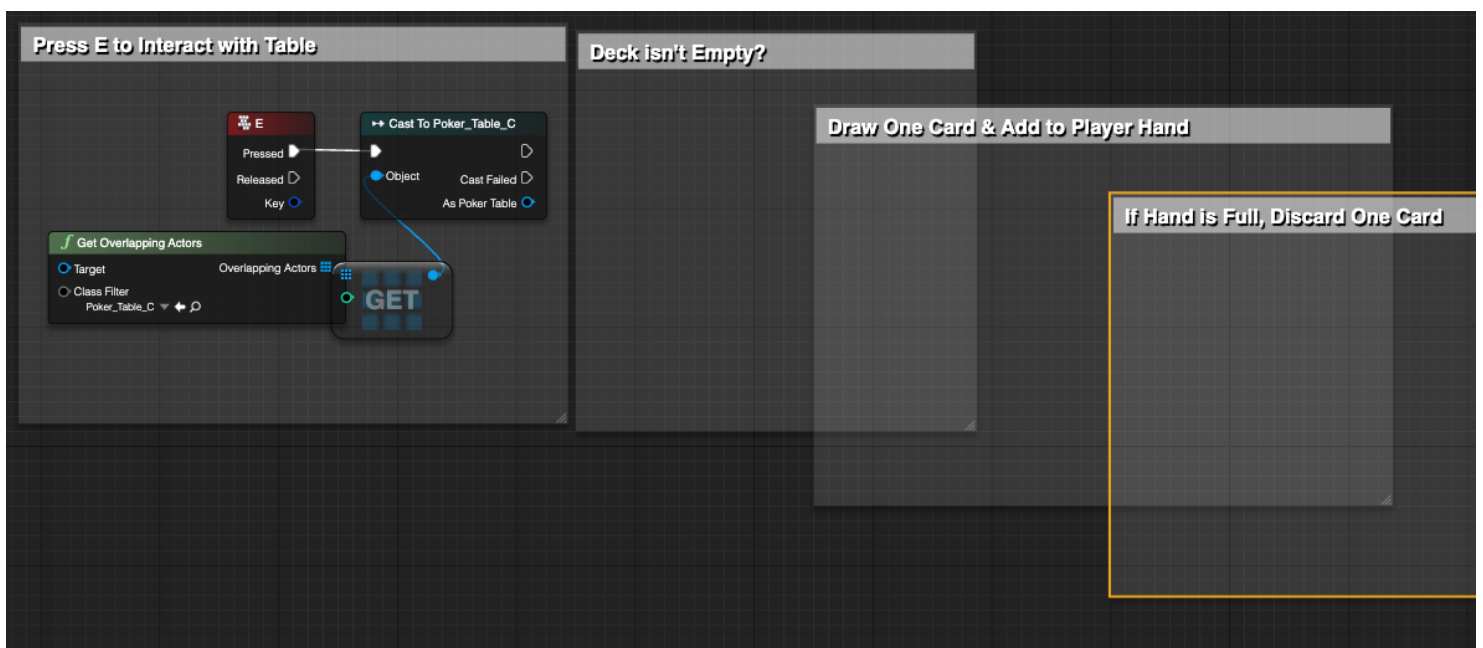 Press E to Interact with Table
Deck isn't Empty?
Draw One Card & Add to Player Hand
If Hand is Full, Discard One Card
E
Pressed
Released
Key
Cast To Poker_Table_C
Object
Cast Failed
As Poker Table
f Get Overlapping Actors
Target
Overlapping Actors
Class Filter
Poker_Table_C
GET